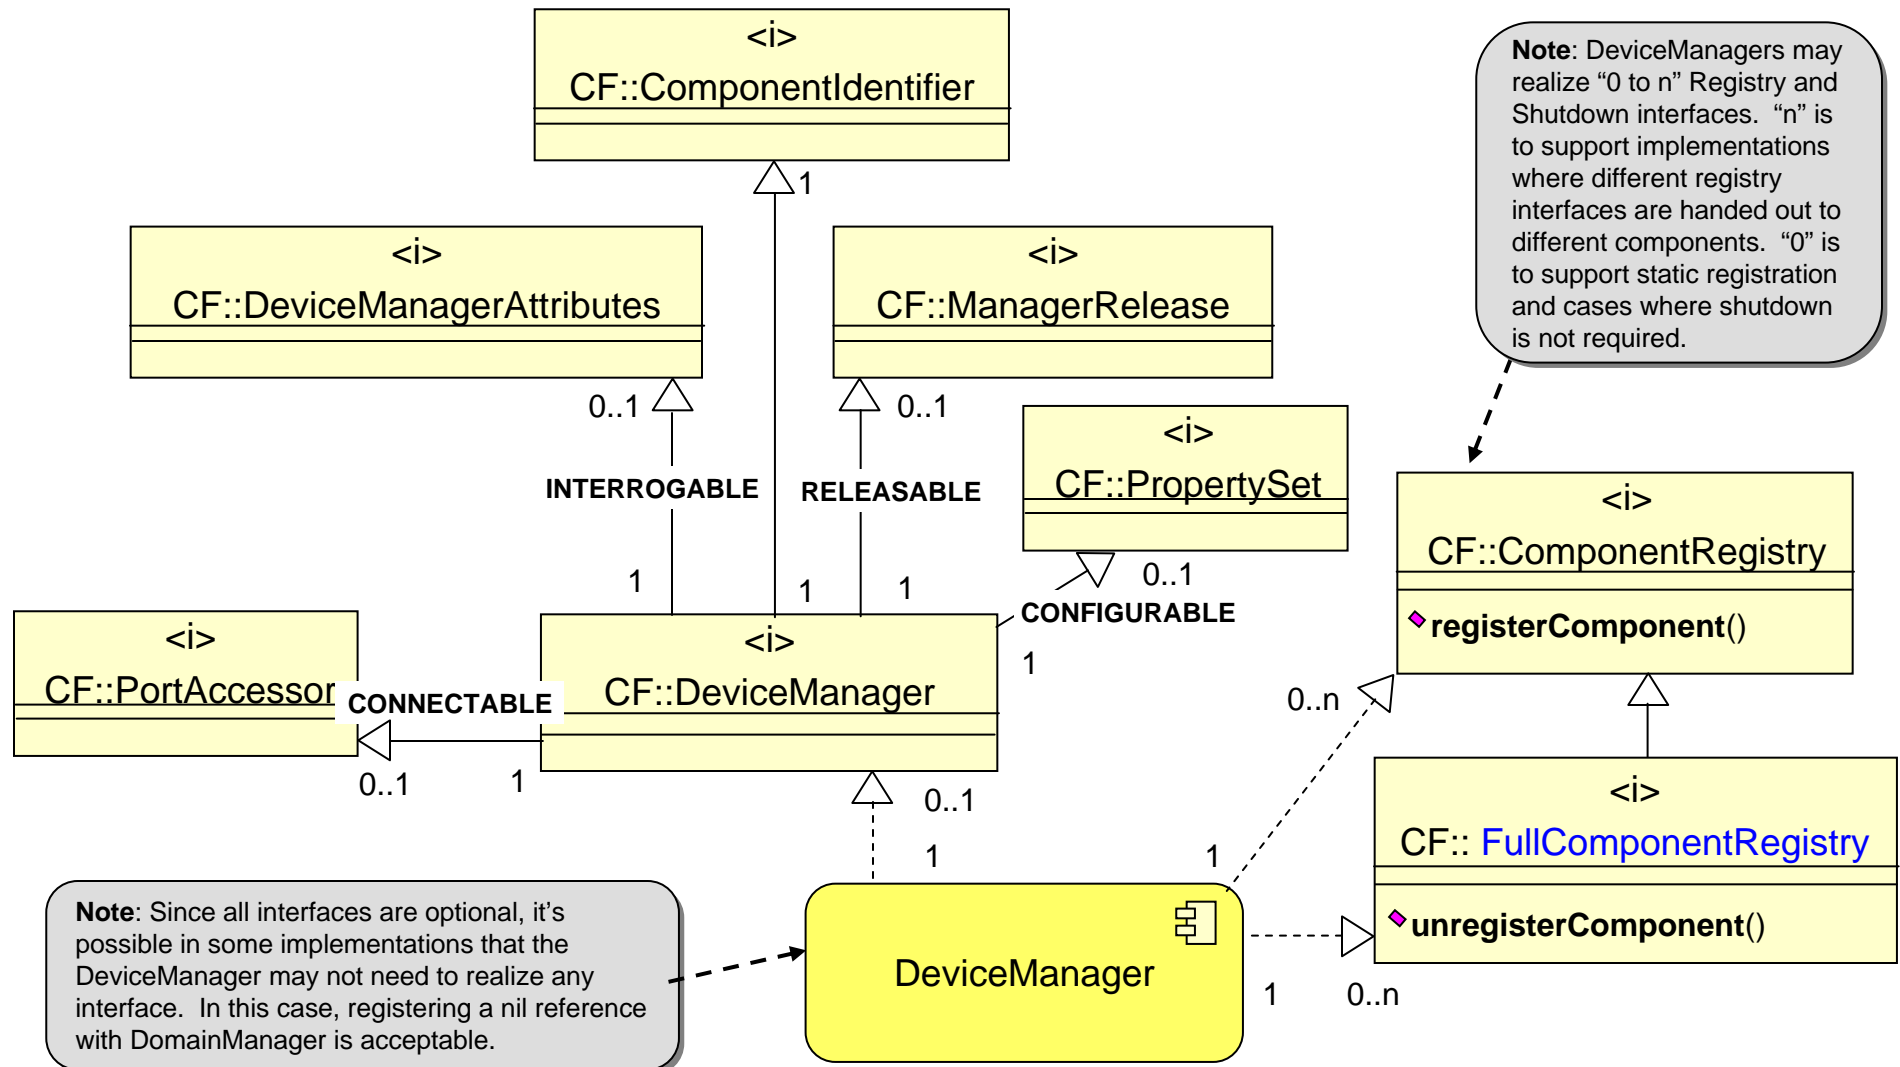 <i>
CF::ComponentIdentifier
1
Note: DeviceManagers may
realize “0 to n” Registry and
Shutdown interfaces. “n” is
to support implementations
where different registry
interfaces are handed out to
different components. “0” is
to support static registration
and cases where shutdown
is not required.
<i>
CF::DeviceManagerAttributes
0..1
<i>
CF::ManagerRelease
0..1
<i>
CF::PropertySet
0..1
INTERROGABLE
RELEASABLE
CONFIGURABLE
1
1
1
1
<i>
CF::ComponentRegistry
registerComponent()
<i>
CF::PortAccessor
CONNECTABLE
0..1
1
<i>
CF::DeviceManager
0..1
1
0..n
1
<i>
CF:: FullComponentRegistry
unregisterComponent()
Note: Since all interfaces are optional, it’s
possible in some implementations that the
DeviceManager may not need to realize any
interface. In this case, registering a nil reference
with DomainManager is acceptable.
DeviceManager
1
0..n